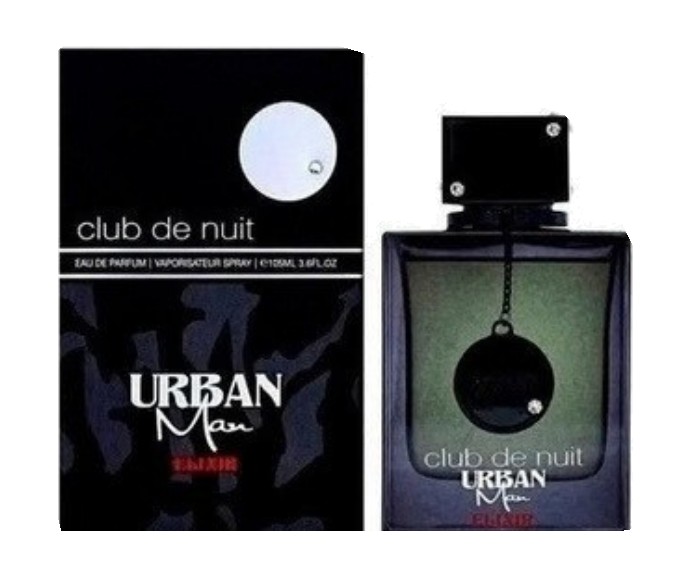 club de nuit
EAU DE PARFUM | VAPORISATEUR SPRAY | ℮105ML 3.6FL.OZ
URBAN
Man
ELIXIR
club de nuit
URBAN
Man
ELIXIR